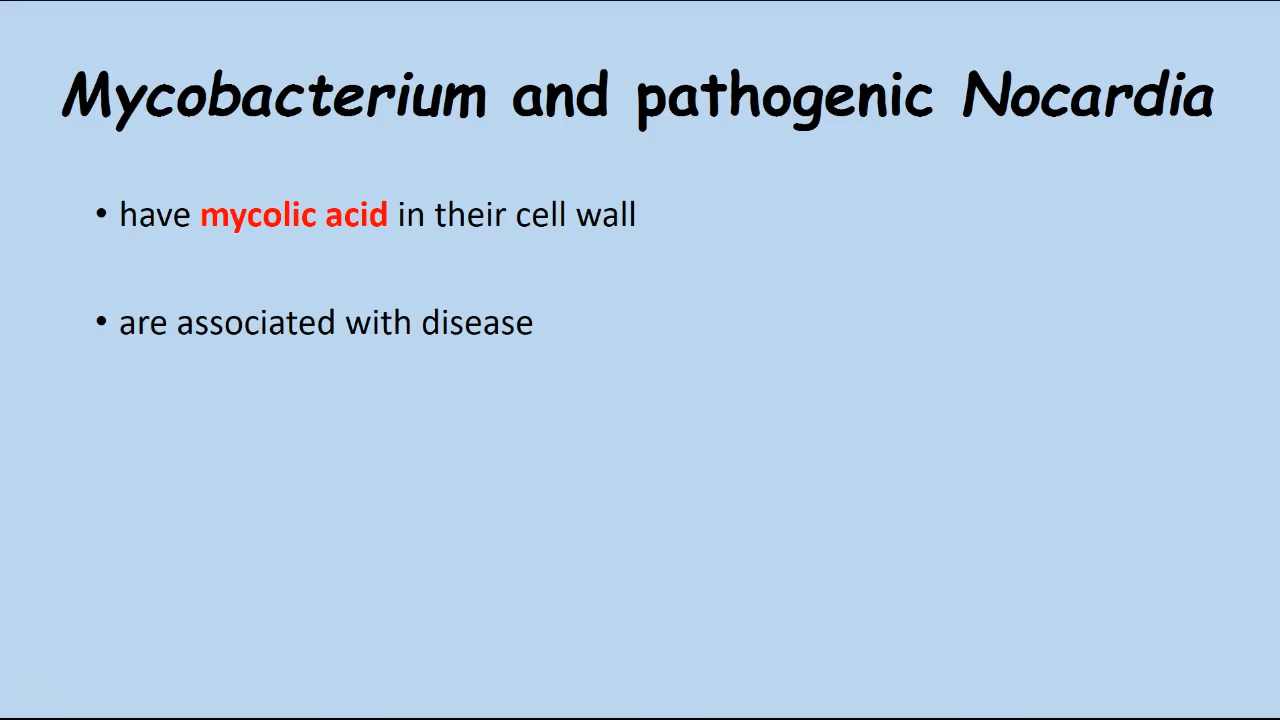 Mycobacterium and pathogenic Nocardia
• have mycolic acid in their cell wall
• are associated with disease